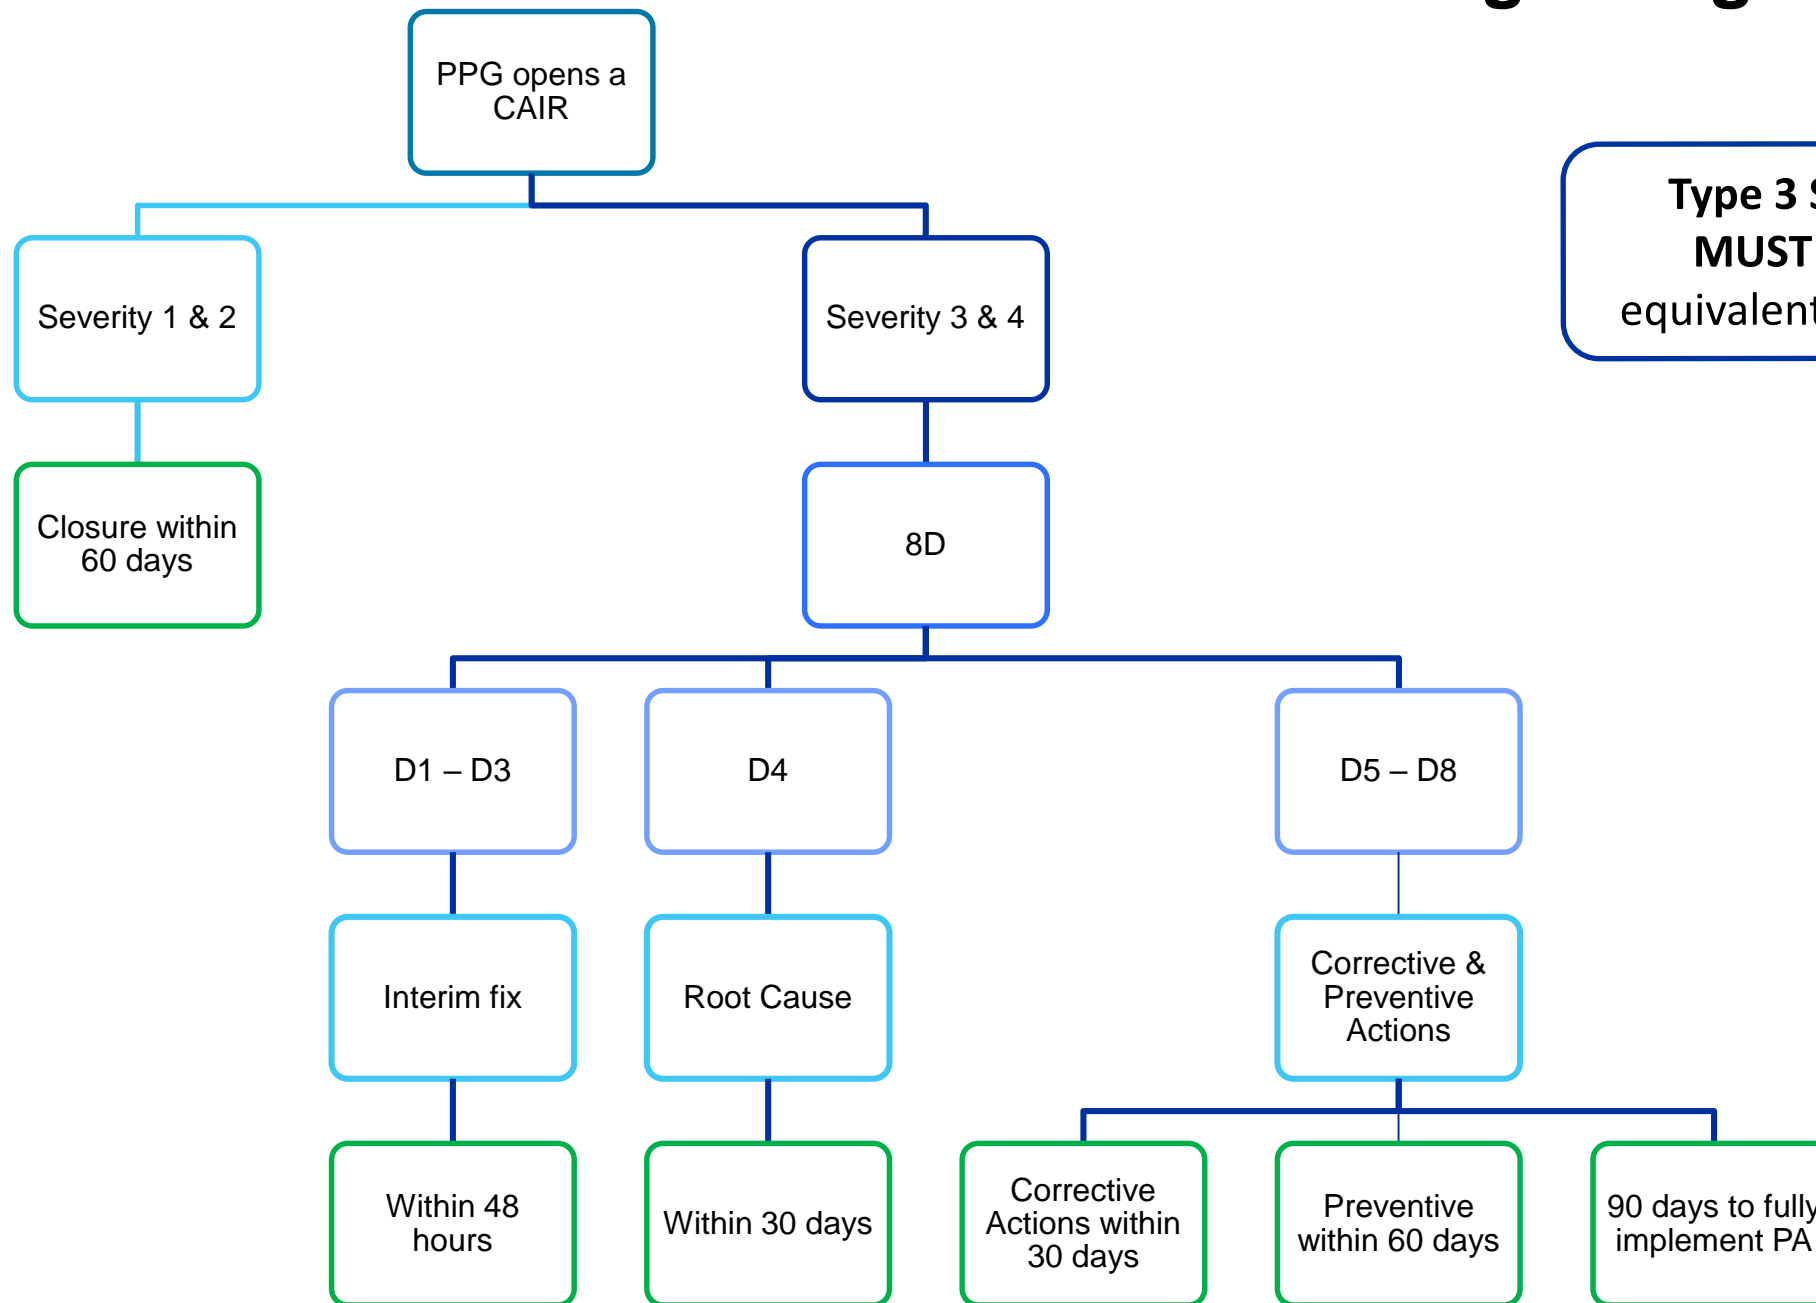 PPG opens a
CAIR
Type 3
MUST
equivalent
Severity 1 & 2
Severity 3 & 4
Closure within
60 days
8D
D1 – D3
D4
D5 – D8
Interim fix
Root Cause
Corrective &
Preventive
Actions
Within 48
hours
Within 30 days
Corrective
Actions within
30 days
Preventive
within 60 days
90 days to fully
implement PA